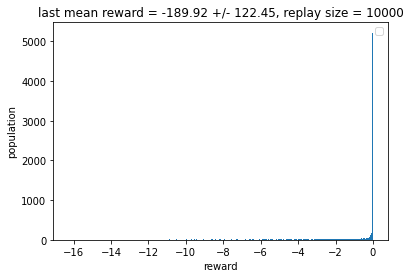 last mean reward = -189.92 +/- 122.45, replay size = 10000
5000
4000
3000
2000
1000
0
population
−16 −14 −12 −10 −8 −6 −4 −2 0
reward